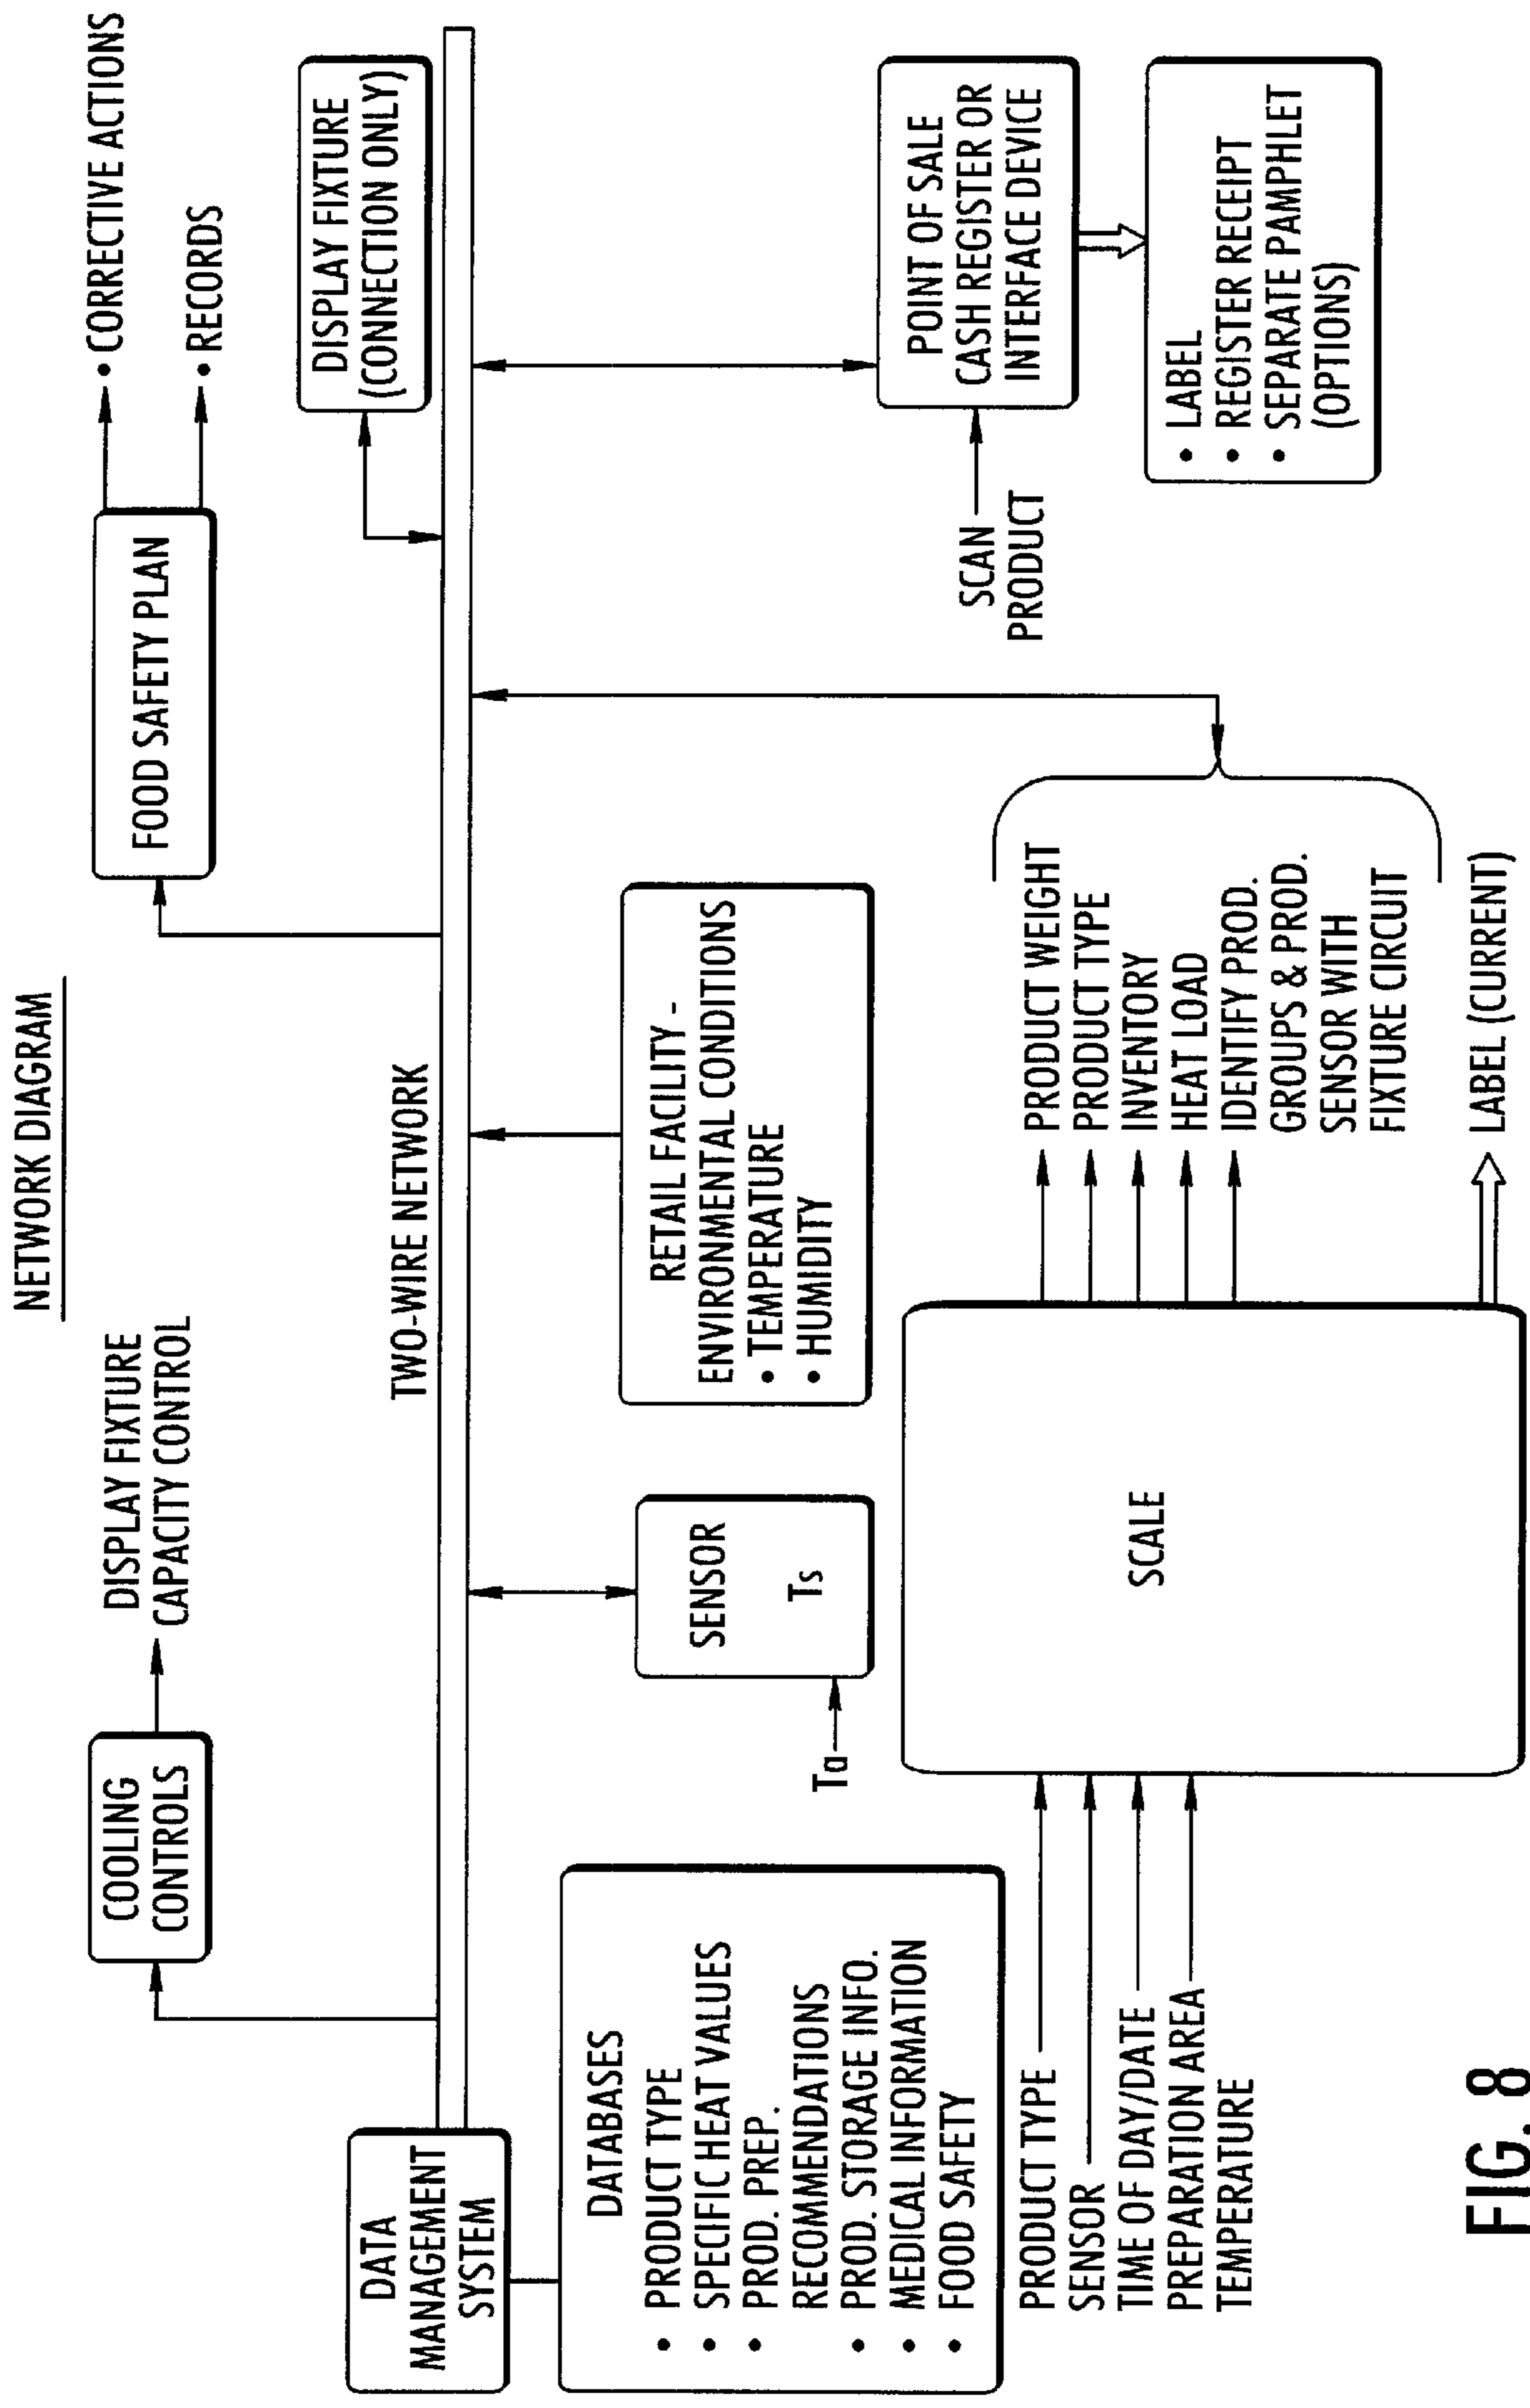 NETWORK DIAGRAM
COOLING
CONTROLS
DISPLAY FIXTURE
CAPACITY CONTROL
FOOD SAFETY PLAN
• CORRECTIVE ACTIONS
• RECORDS
TWO-WIRE NETWORK
DISPLAY FIXTURE
(CONNECTION ONLY)
DATA
MANAGEMENT
SYSTEM
DATABASES
• PRODUCT TYPE
• SPECIFIC HEAT VALUES
• PROD. PREP.
RECOMMENDATIONS
• PROD. STORAGE INFO.
• MEDICAL INFORMATION
• FOOD SAFETY
SENSOR
Ts
Ta
RETAIL FACILITY -
ENVIRONMENTAL CONDITIONS
• TEMPERATURE
• HUMIDITY
SCAN
PRODUCT
POINT OF SALE
CASH REGISTER OR
INTERFACE DEVICE
• LABEL
• REGISTER RECEIPT
• SEPARATE PAMPHLET
(OPTIONS)
PRODUCT TYPE
SENSOR
TIME OF DAY/DATE
PREPARATION AREA
TEMPERATURE
SCALE
PRODUCT WEIGHT
PRODUCT TYPE
INVENTORY
HEAT LOAD
IDENTIFY PROD.
GROUPS & PROD.
SENSOR WITH
FIXTURE CIRCUIT
LABEL (CURRENT)
FIG. 8